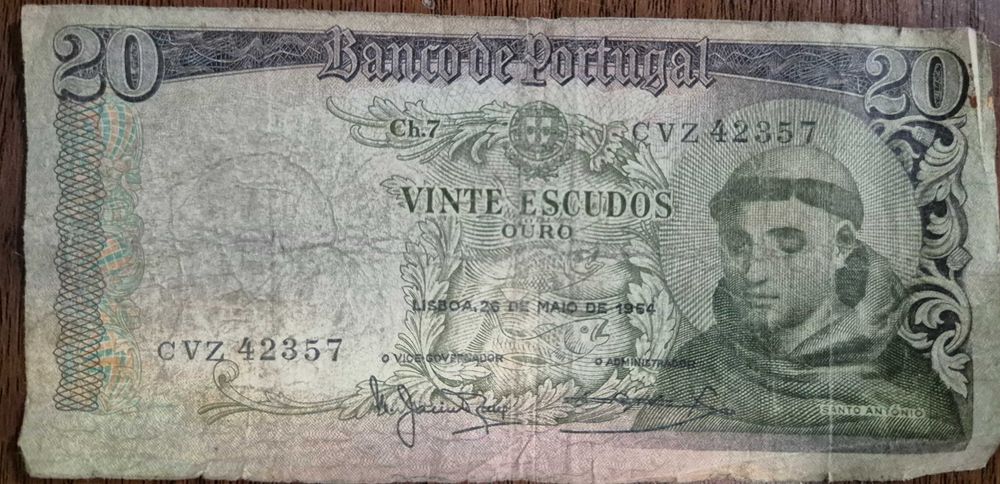 20 Banco de Portugal 20
Ch.7 CVZ 42357
VINTE ESCUDOS
OURO
LISBOA, 26 DE MAIO DE 1964
CVZ 42357
O VICE-GOVERNADOR O ADMINISTRADOR
SANTO ANTÓNIO